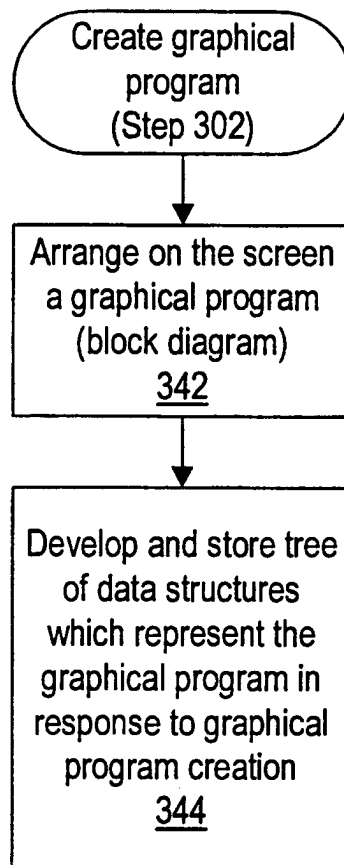 Create graphical
program
(Step 302)
Arrange on the screen
a graphical program
(block diagram)
342
Develop and store tree
of data structures
which represent the
graphical program in
response to graphical
program creation
344